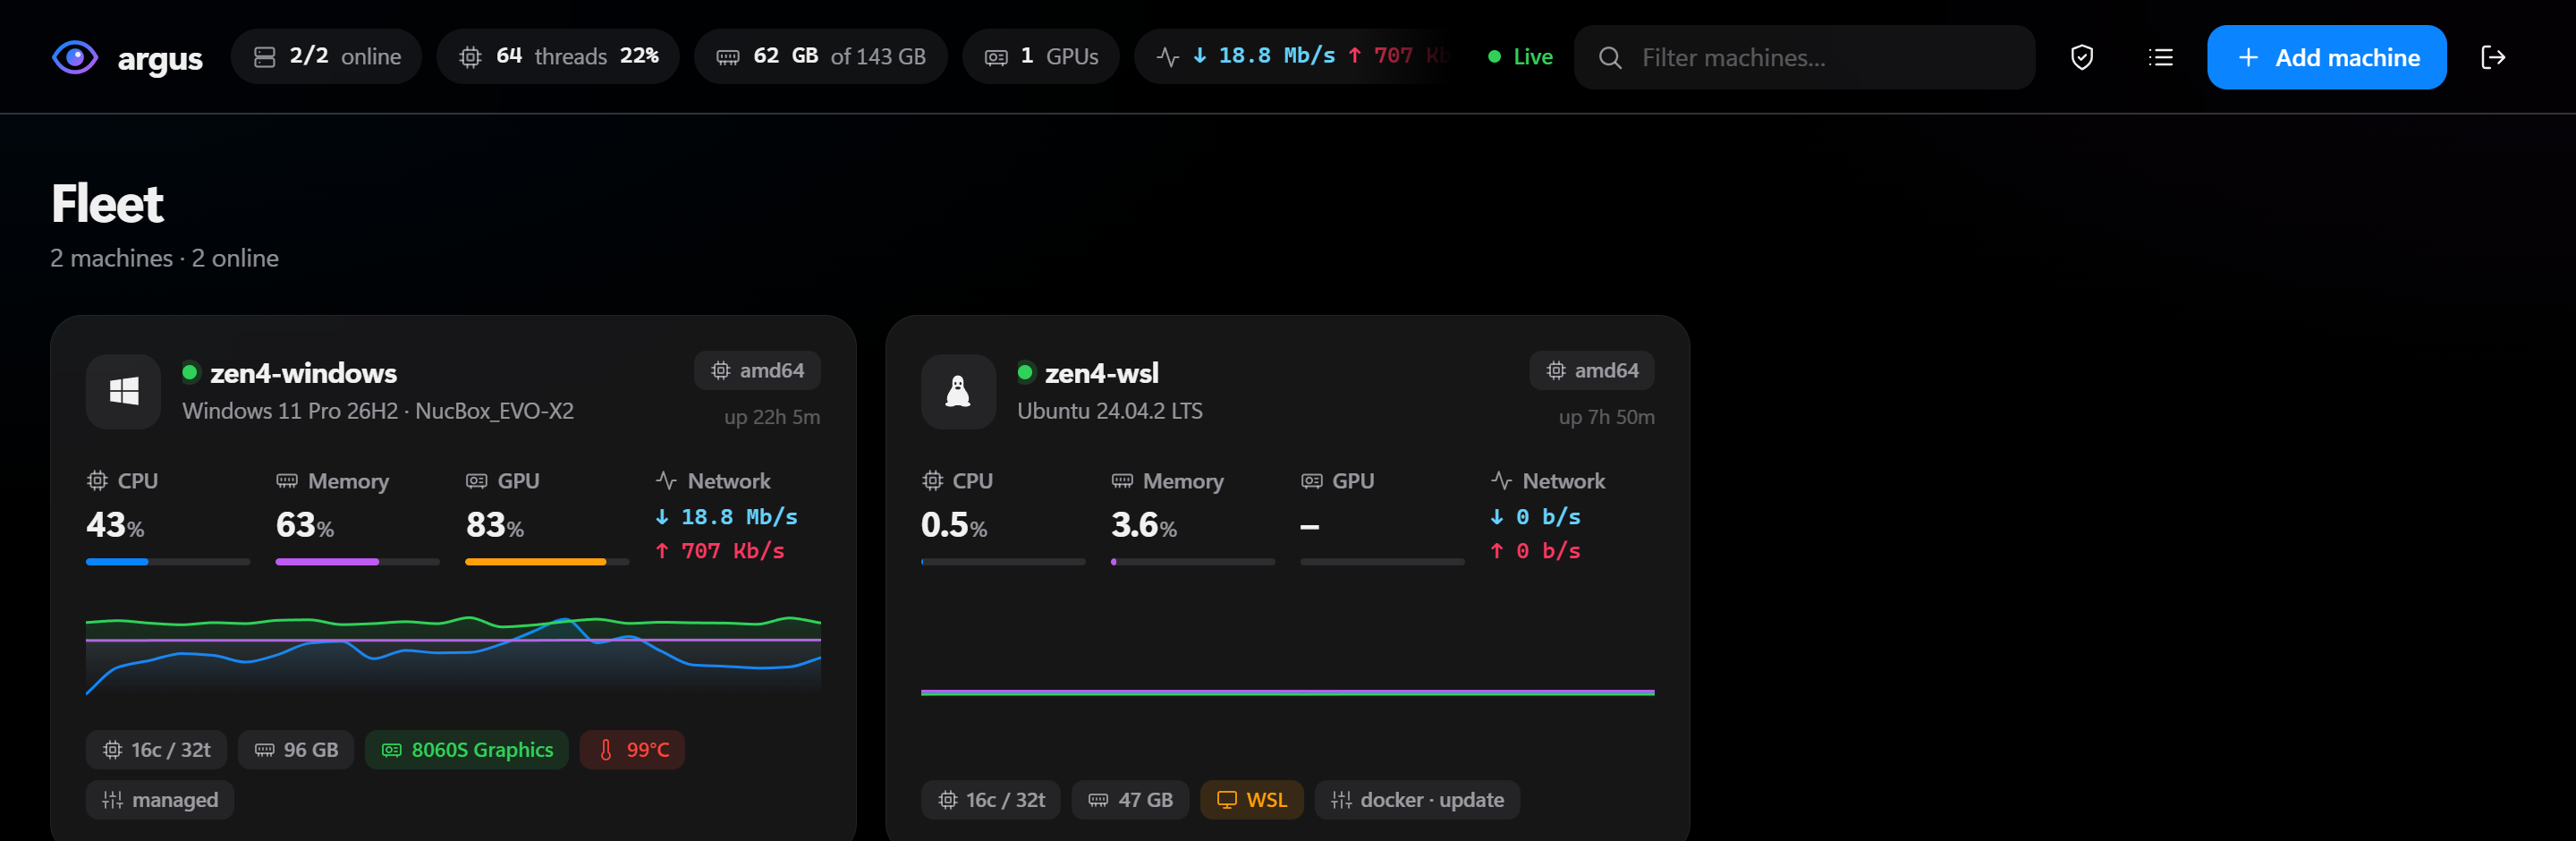 argus
2/2 online
64 threads 22%
62 GB of 143 GB
1 GPUs
↓ 18.8 Mb/s ↑ 707
Live
Filter machines...
Add machine
Fleet
2 machines · 2 online
zen4-windows
amd64
Windows 11 Pro 26H2 · NucBox_EVO-X2
up 22h 5m
CPU
Memory
GPU
Network
43%
63%
83%
↓ 18.8 Mb/s
↑ 707 Kb/s
16c / 32t
96 GB
8060S Graphics
99°C
managed
zen4-wsl
amd64
Ubuntu 24.04.2 LTS
up 7h 50m
CPU
Memory
GPU
Network
0.5%
3.6%
–
↓ 0 b/s
↑ 0 b/s
16c / 32t
47 GB
WSL
docker · update